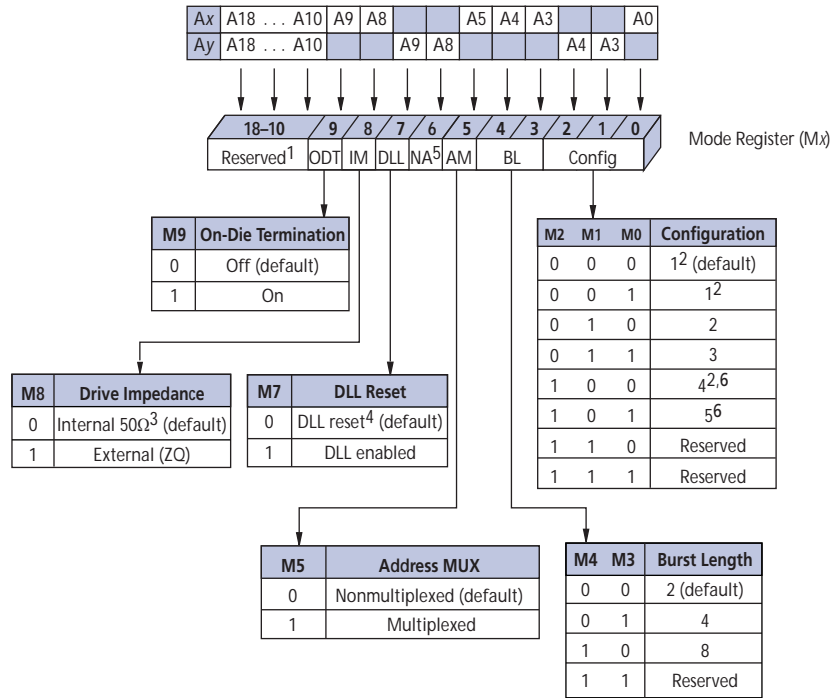 Ax A18 ... A10 A9 A8 A5 A4 A3 A0
Ay A18 ... A10 A9 A8 A4 A3
18–10 9 8 7 6 5 4 3 2 1 0
Mode Register (Mx)
Reserved1 ODT IM DLL NA5 AM BL Config
M9 On-Die Termination
0 Off (default)
1 On
M2 M1 M0 Configuration
0 0 0 1² (default)
0 0 1 1²
0 1 0 2
0 1 1 3
1 0 0 4²,⁶
1 0 1 5⁶
1 1 0 Reserved
1 1 1 Reserved
M8 Drive Impedance
0 Internal 50Ω³ (default)
1 External (ZQ)
M7 DLL Reset
0 DLL reset⁴ (default)
1 DLL enabled
M5 Address MUX
0 Nonmultiplexed (default)
1 Multiplexed
M4 M3 Burst Length
0 0 2 (default)
0 1 4
1 0 8
1 1 Reserved